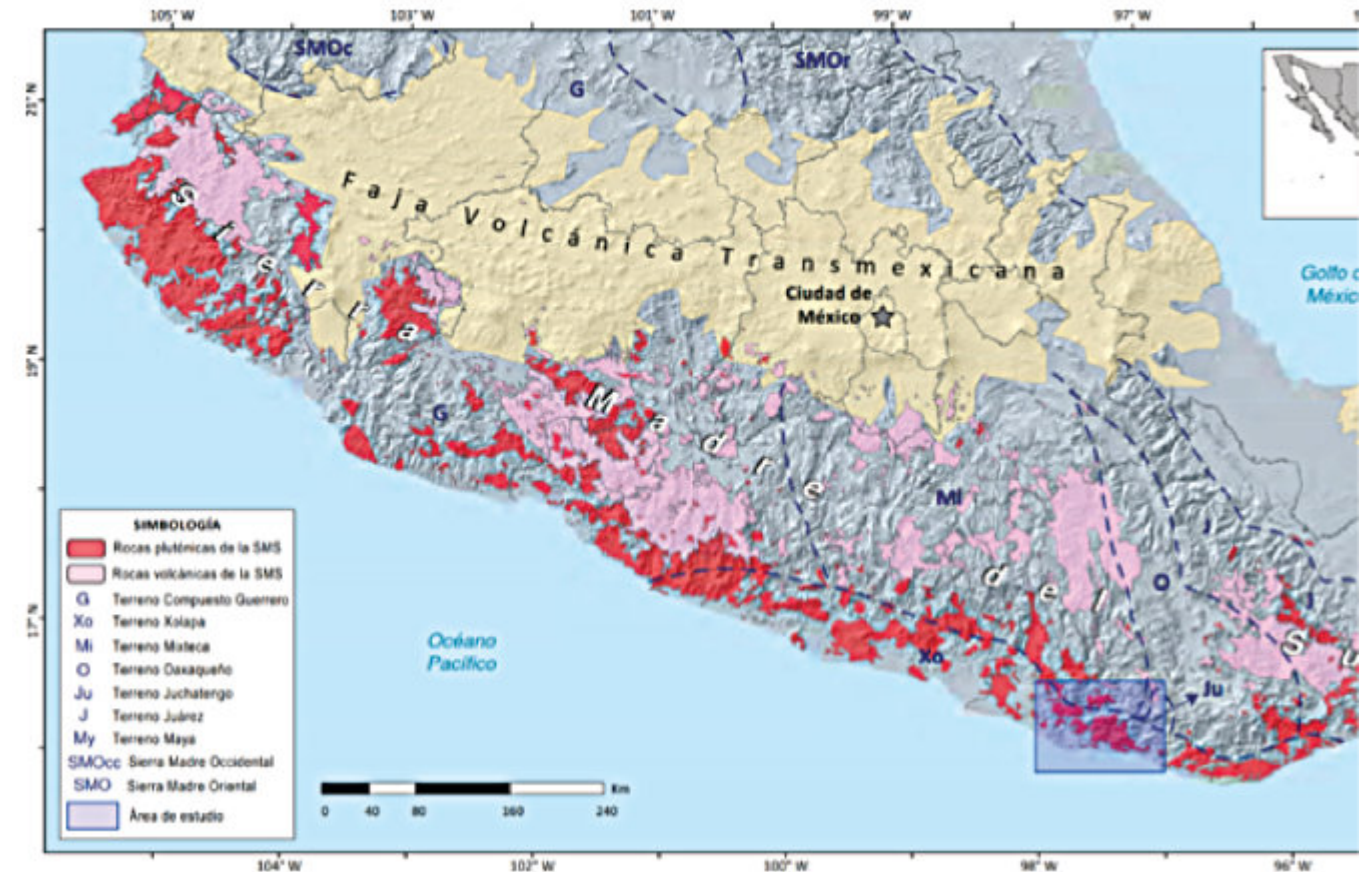 105° W 103° W 101° W 99° W 97° W 95°
21° N
19° N
17° N
SMOc
G
SMOr
Sierra Madre del Su
Faja Volcánica Transmexicana
Ciudad de
México
Golfo d
Méxic
G
Mi
O
Xo
Ju
Océano
Pacífico
SIMBOLOGÍA
Rocas plutónicas de la SMS
Rocas volcánicas de la SMS
G Terreno Compuesto Guerrero
Xo Terreno Xolapa
Mi Terreno Mixteca
O Terreno Oaxaqueño
Ju Terreno Juchatengo
J Terreno Juárez
My Terreno Maya
SMOcc Sierra Madre Occidental
SMO Sierra Madre Oriental
Área de estudio
Km
0 40 80 160 240
104° W 102° W 100° W 98° W 96° W